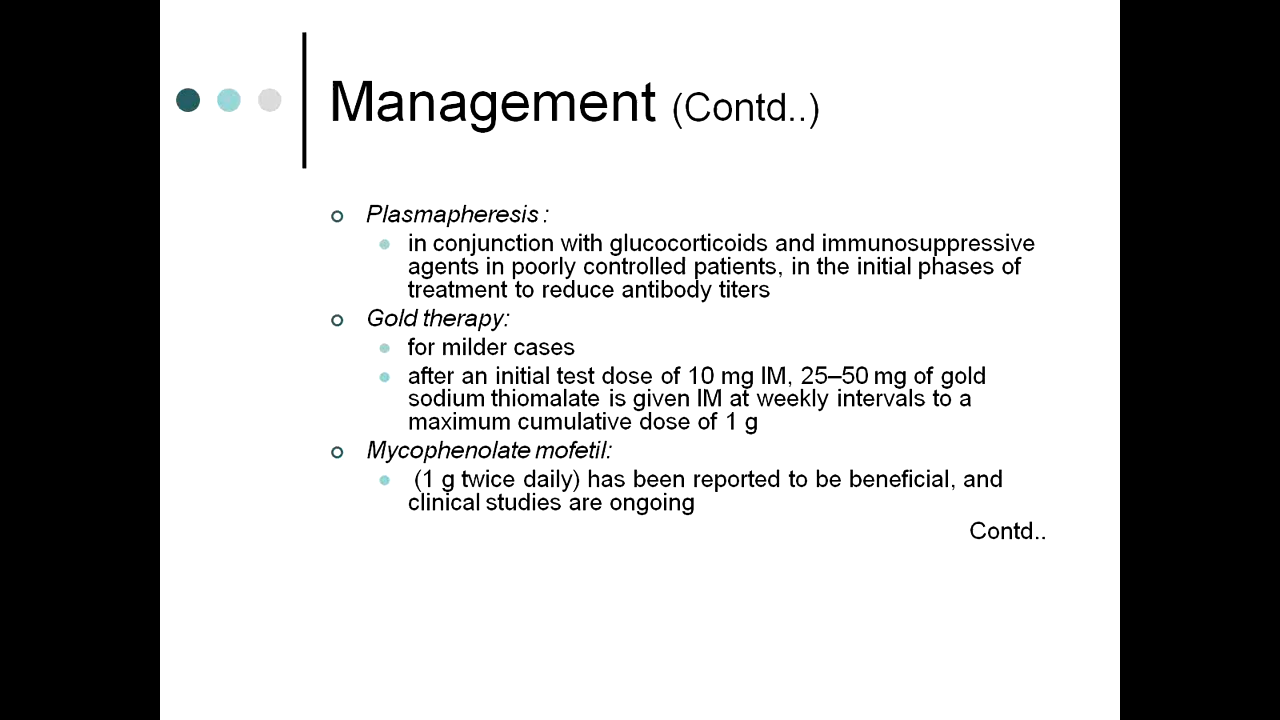 Management (Contd..)
Plasmapheresis :
in conjunction with glucocorticoids and immunosuppressive
agents in poorly controlled patients, in the initial phases of
treatment to reduce antibody titers
Gold therapy:
for milder cases
after an initial test dose of 10 mg IM, 25–50 mg of gold
sodium thiomalate is given IM at weekly intervals to a
maximum cumulative dose of 1 g
Mycophenolate mofetil:
(1 g twice daily) has been reported to be beneficial, and
clinical studies are ongoing
Contd..